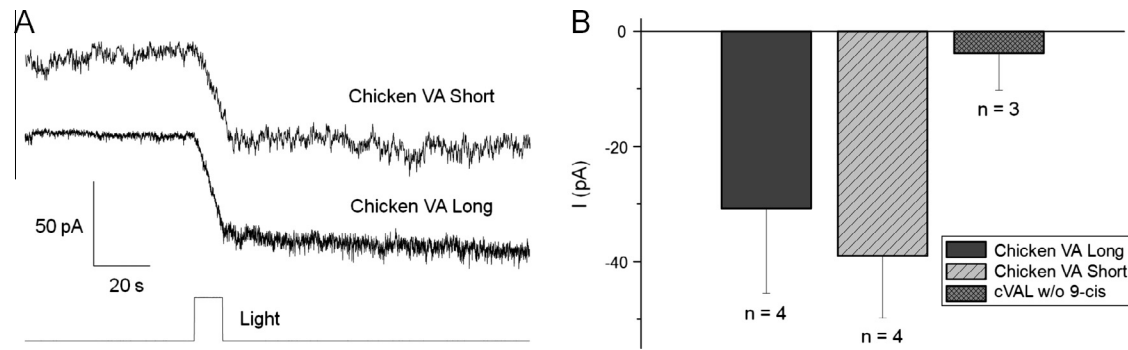 A
Chicken VA Short
Chicken VA Long
50 pA
20 s
Light
B
0
-20
-40
I (pA)
n = 3
n = 4
n = 4
Chicken VA Long
Chicken VA Short
cVAL w/o 9-cis